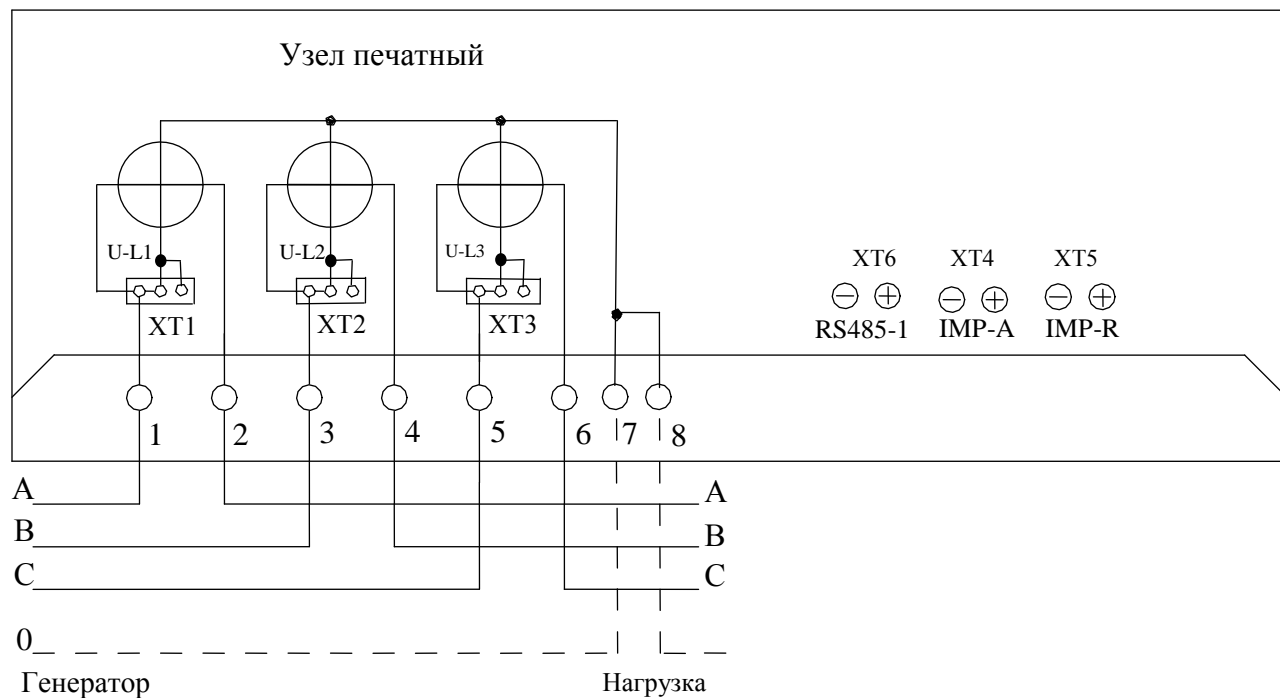 Узел печатный
U-L1 U-L2 U-L3
XT6 XT4 XT5
− + − + − +
XT1 XT2 XT3
RS485-1 IMP-A IMP-R
1 2 3 4 5 6 7 8
A A
B B
C C
0
Генератор Нагрузка